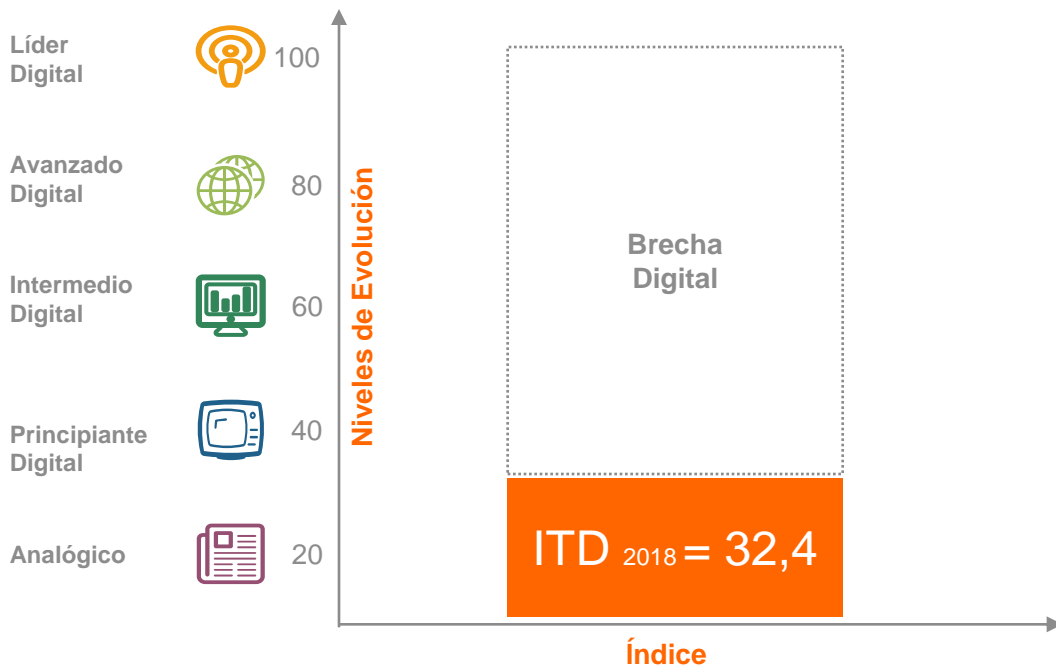 Líder
Digital
100
Avanzado
Digital
80
Intermedio
Digital
60
Principiante
Digital
40
Analógico
20
Niveles de Evolución
Brecha
Digital
ITD 2018 = 32,4
Índice